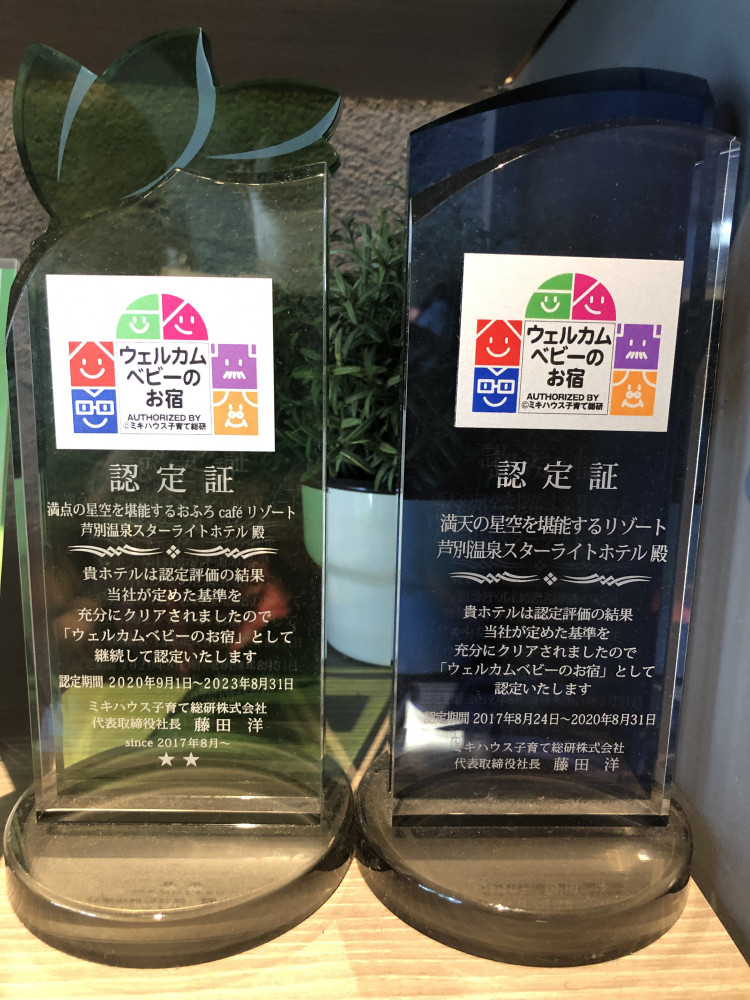 ウェルカム
ベビーの
お宿
AUTHORIZED BY
©ミキハウス子育て総研
認定証
満点の星空を堪能するおふろcaféリゾート
芦別温泉スターライトホテル 殿
貴ホテルは認定評価の結果
当社が定めた基準を
充分にクリアされましたので
「ウェルカムベビーのお宿」として
継続して認定いたします
認定期間 2020年9月1日～2023年8月31日
ミキハウス子育て総研株式会社
代表取締役社長 藤田 洋
since 2017年8月～
★★
ウェルカム
ベビーの
お宿
AUTHORIZED BY
©ミキハウス子育て総研
認定証
満天の星空を堪能するリゾート
芦別温泉スターライトホテル 殿
貴ホテルは認定評価の結果
当社が定めた基準を
充分にクリアされましたので
「ウェルカムベビーのお宿」として
認定いたします
認定期間 2017年8月24日～2020年8月31日
ミキハウス子育て総研株式会社
代表取締役社長 藤田 洋